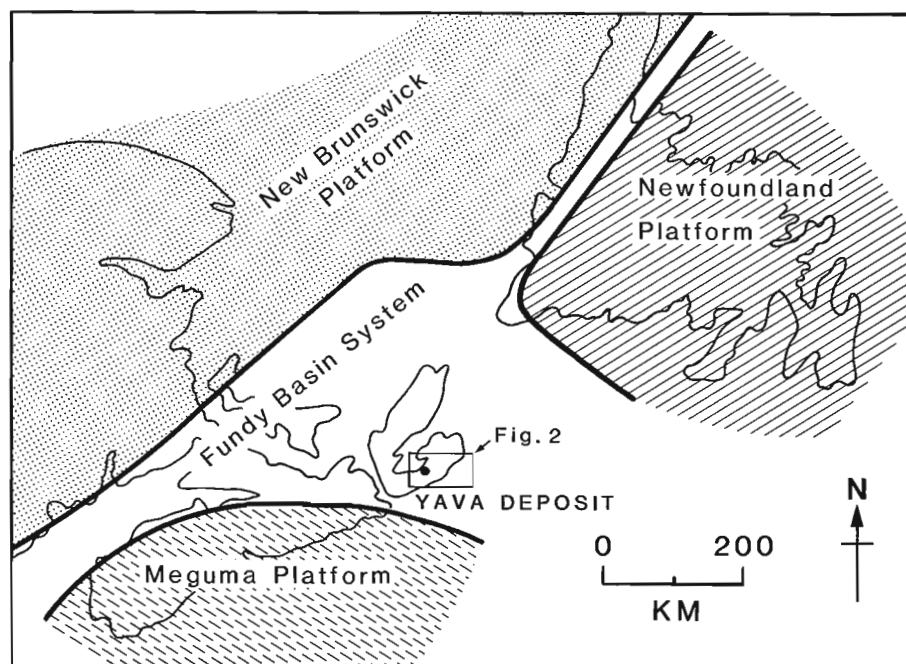 New Brunswick
Platform
Newfoundland
Platform
Fundy Basin System
Fig. 2
YAVA DEPOSIT
Meguma Platform
0 200
KM
N